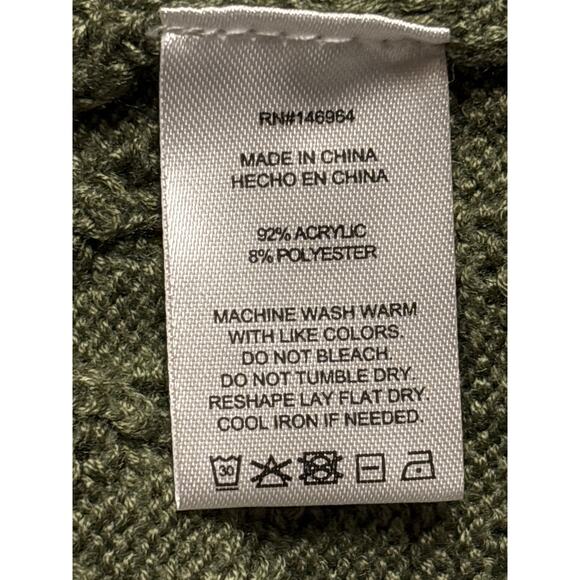 RN#146964
MADE IN CHINA
HECHO EN CHINA
92% ACRYLIC
8% POLYESTER
MACHINE WASH WARM
WITH LIKE COLORS.
DO NOT BLEACH.
DO NOT TUMBLE DRY.
RESHAPE LAY FLAT DRY.
COOL IRON IF NEEDED.
30